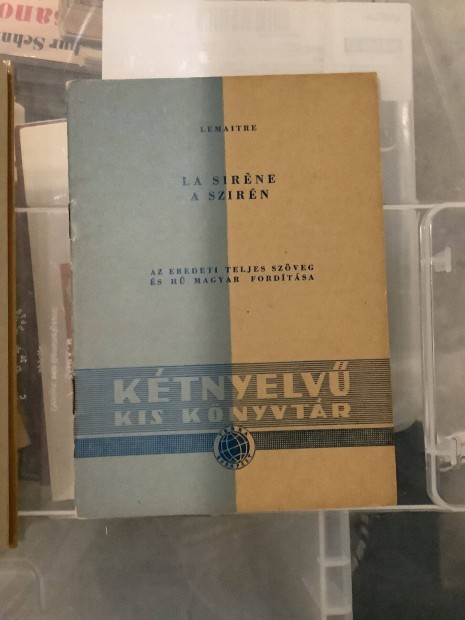 LEMAITRE
LA SIRÈNE
A SZIRÉN
AZ EREDETI TELJES SZÖVEG
ÉS HŰ MAGYAR FORDÍTÁSA
KÉTNYELVŰ
KIS KÖNYVTÁR